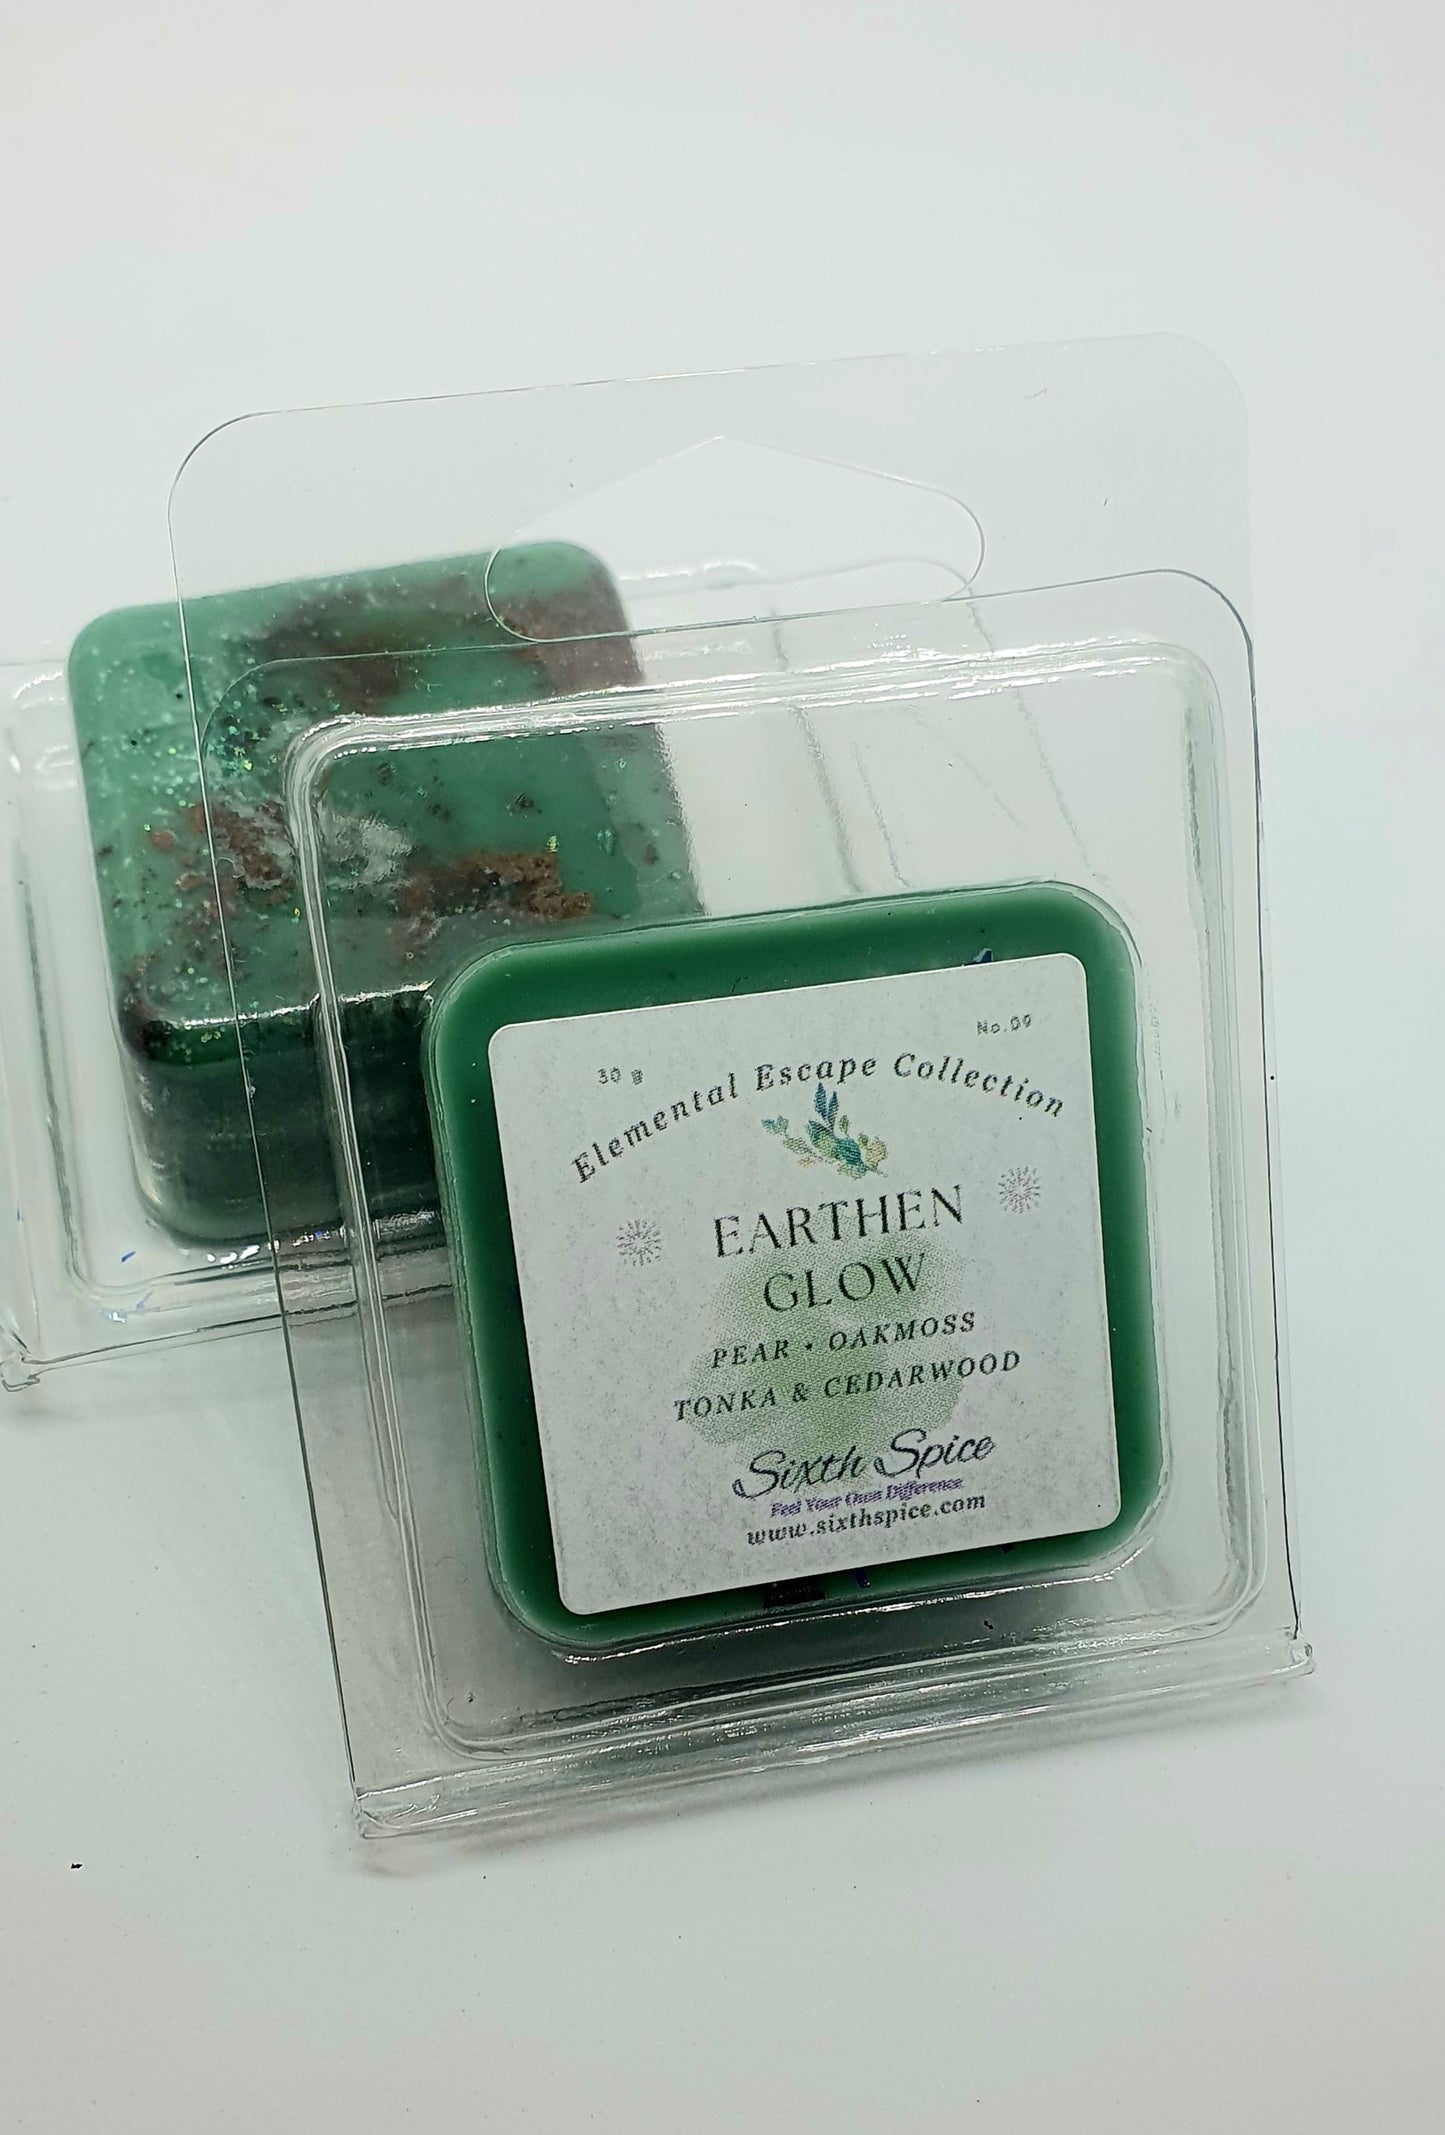 30 g
No.09
Elemental Escape Collection
EARTHEN
GLOW
PEAR • OAKMOSS
TONKA & CEDARWOOD
Sixth Spice
Feel Your Own Difference
www.sixthspice.com